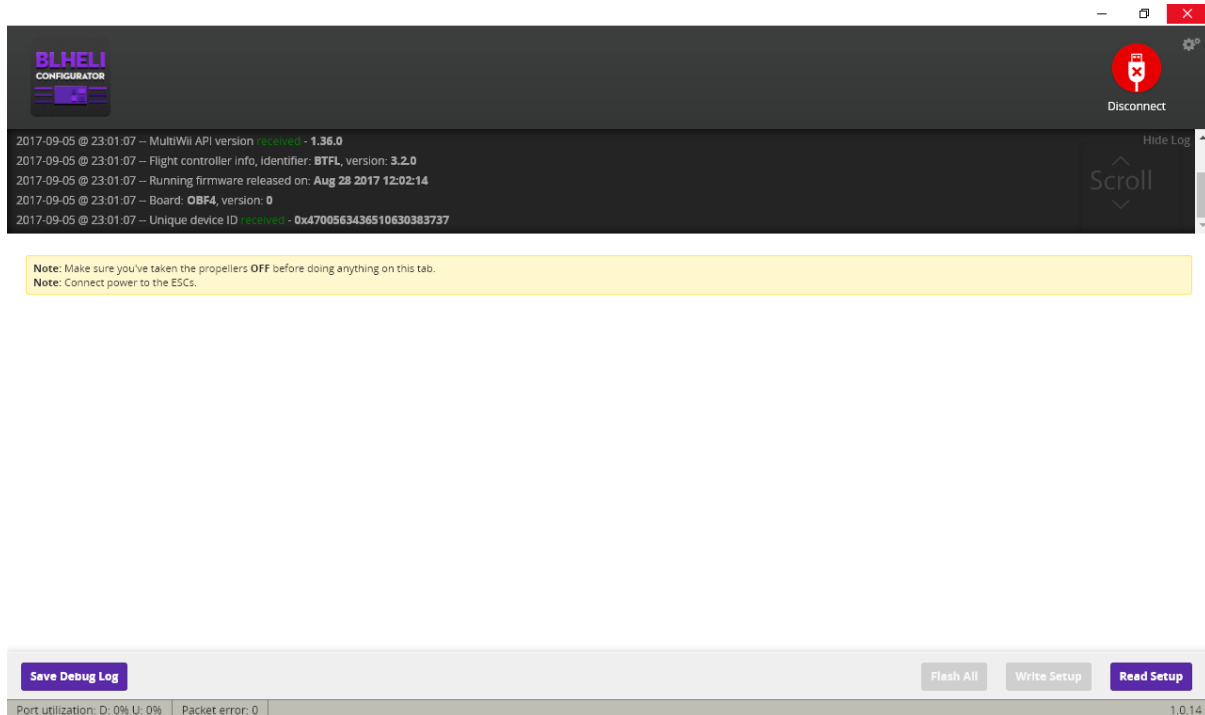 BLHELI
CONFIGURATOR
Disconnect
2017-09-05 @ 23:01:07 -- MultiWii API version received - 1.36.0
Hide Log
2017-09-05 @ 23:01:07 -- Flight controller info, identifier: BTFL, version: 3.2.0
2017-09-05 @ 23:01:07 -- Running firmware released on: Aug 28 2017 12:02:14
Scroll
2017-09-05 @ 23:01:07 -- Board: OBF4, version: 0
2017-09-05 @ 23:01:07 -- Unique device ID received - 0x4700563436510630383737
Note: Make sure you've taken the propellers OFF before doing anything on this tab.
Note: Connect power to the ESCs.
Save Debug Log
Flash All
Write Setup
Read Setup
Port utilization: D: 0% U: 0%
Packet error: 0
1.0.14